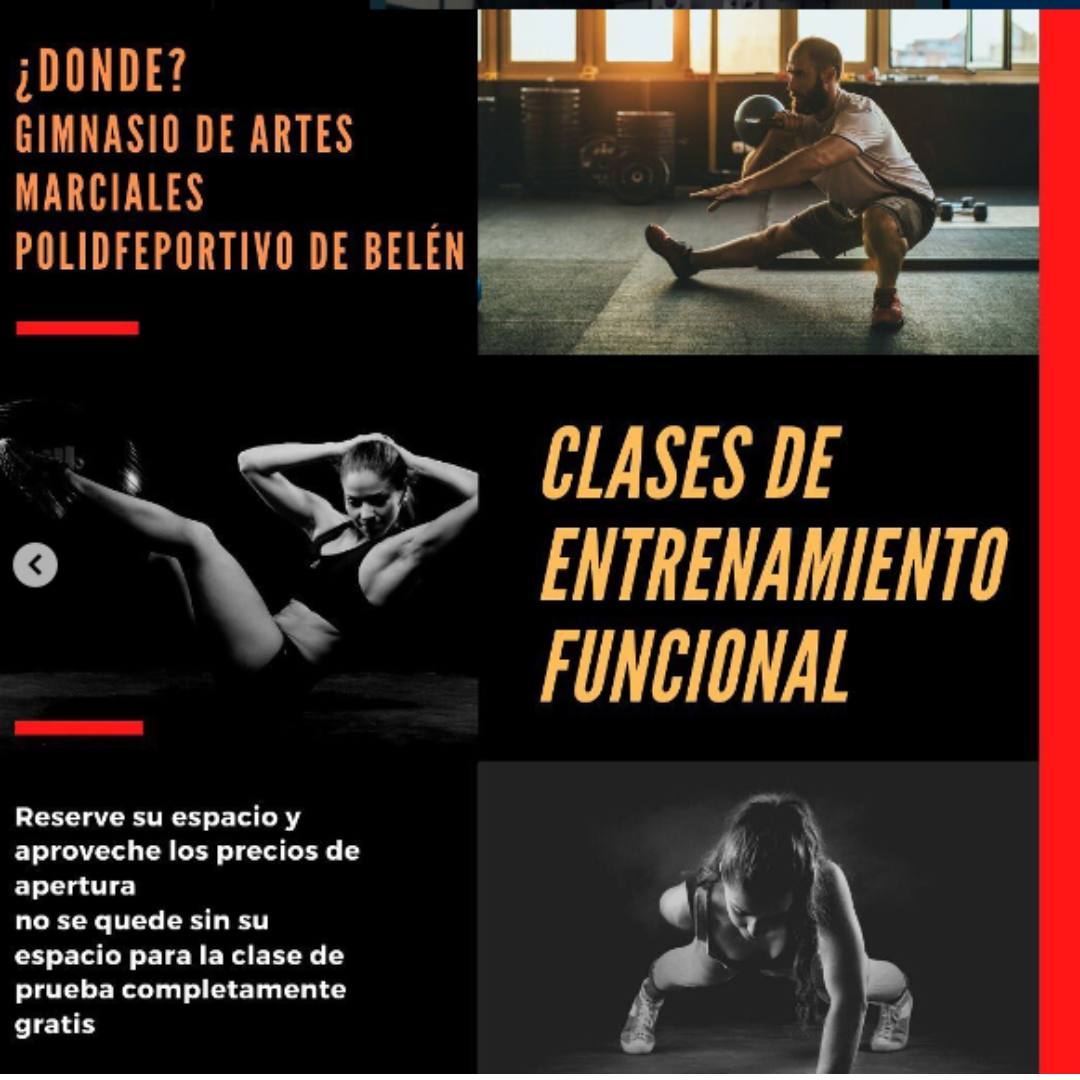 ¿DONDE?
GIMNASIO DE ARTES
MARCIALES
POLIDFEPORTIVO DE BELÉN
CLASES DE
ENTRENAMIENTO
FUNCIONAL
Reserve su espacio y
aproveche los precios de
apertura
no se quede sin su
espacio para la clase de
prueba completamente
gratis